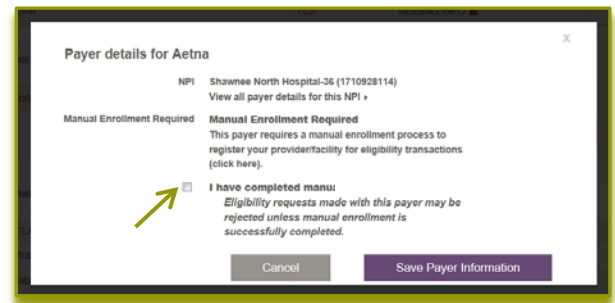 YES MISSING INFO
X
Payer details for Aetna
NPI Shawnee North Hospital-36 (1710928114)
View all payer details for this NPI ▸
Manual Enrollment Required Manual Enrollment Required
This payer requires a manual enrollment process to
register your provider/facility for eligibility transactions
(click here).
I have completed manu
Eligibility requests made with this payer may be
rejected unless manual enrollment is
successfully completed.
Cancel Save Payer Information